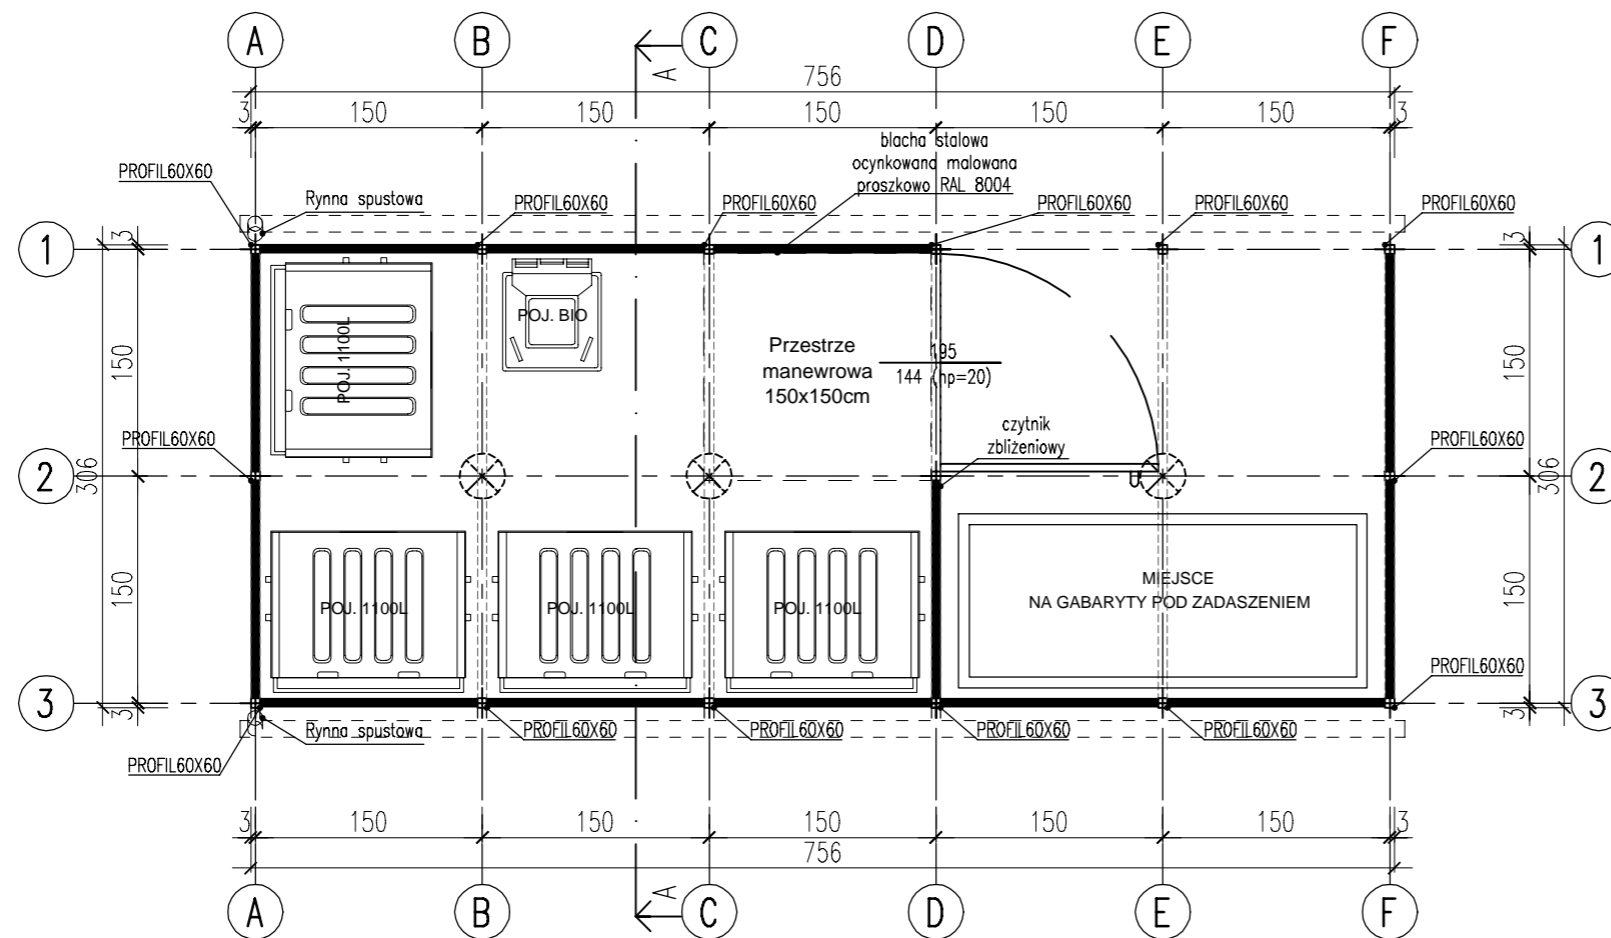 A B C D E F
A
756
3 150 150 150 150 150 3
blacha stalowa
ocynkowana malowana
proszkowo RAL 8004
PROFIL60X60
Rynna spustowa
PROFIL60X60
PROFIL60X60
PROFIL60X60
PROFIL60X60
PROFIL60X60
1
3
3
1
POJ. 1100L
POJ. BIO
Przestrze
manewrowa
150x150cm
195
144 (hp=20)
150
150
czytnik
zbliżeniowy
PROFIL60X60
PROFIL60X60
2
306
306
2
150
150
POJ. 1100L
POJ. 1100L
POJ. 1100L
MIEJSCE
NA GABARYTY POD ZADASZENIEM
PROFIL60X60
3
3
3
3
Rynna spustowa
PROFIL60X60
PROFIL60X60
PROFIL60X60
PROFIL60X60
PROFIL60X60
3 150 150 150 150 150 3
756
A
A B C D E F